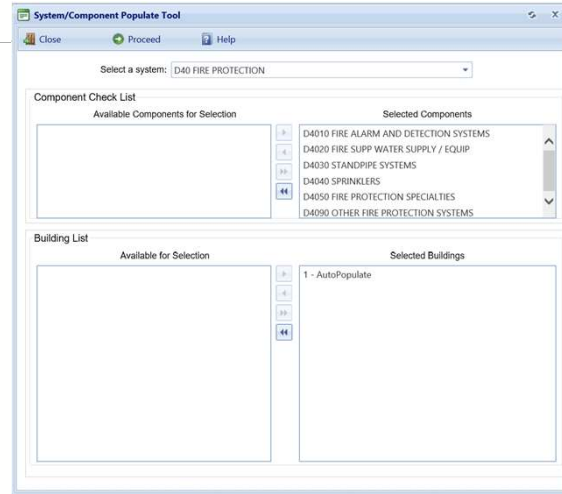 System/Component Populate Tool
Close Proceed Help
Select a system: D40 FIRE PROTECTION
Component Check List
Available Components for Selection Selected Components
D4010 FIRE ALARM AND DETECTION SYSTEMS
D4020 FIRE SUPP WATER SUPPLY / EQUIP
D4030 STANDPIPE SYSTEMS
D4040 SPRINKLERS
D4050 FIRE PROTECTION SPECIALTIES
D4090 OTHER FIRE PROTECTION SYSTEMS
Building List
Available for Selection Selected Buildings
1 - AutoPopulate